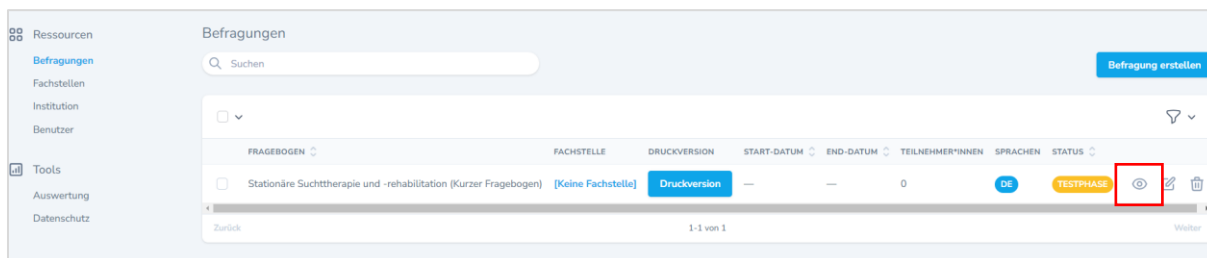 Ressourcen
Befragungen
Fachstellen
Institution
Benutzer
Tools
Auswertung
Datenschutz
Befragungen
Suchen
Befragung erstellen
FRAGEBOGEN FACHSTELLE DRUCKVERSION START-DATUM END-DATUM TEILNEHMER*INNEN SPRACHEN STATUS
Stationäre Suchttherapie und -rehabilitation (Kurzer Fragebogen) [Keine Fachstelle] Druckversion — — 0 DE TESTPHASE
Zurück 1-1 von 1 Weiter